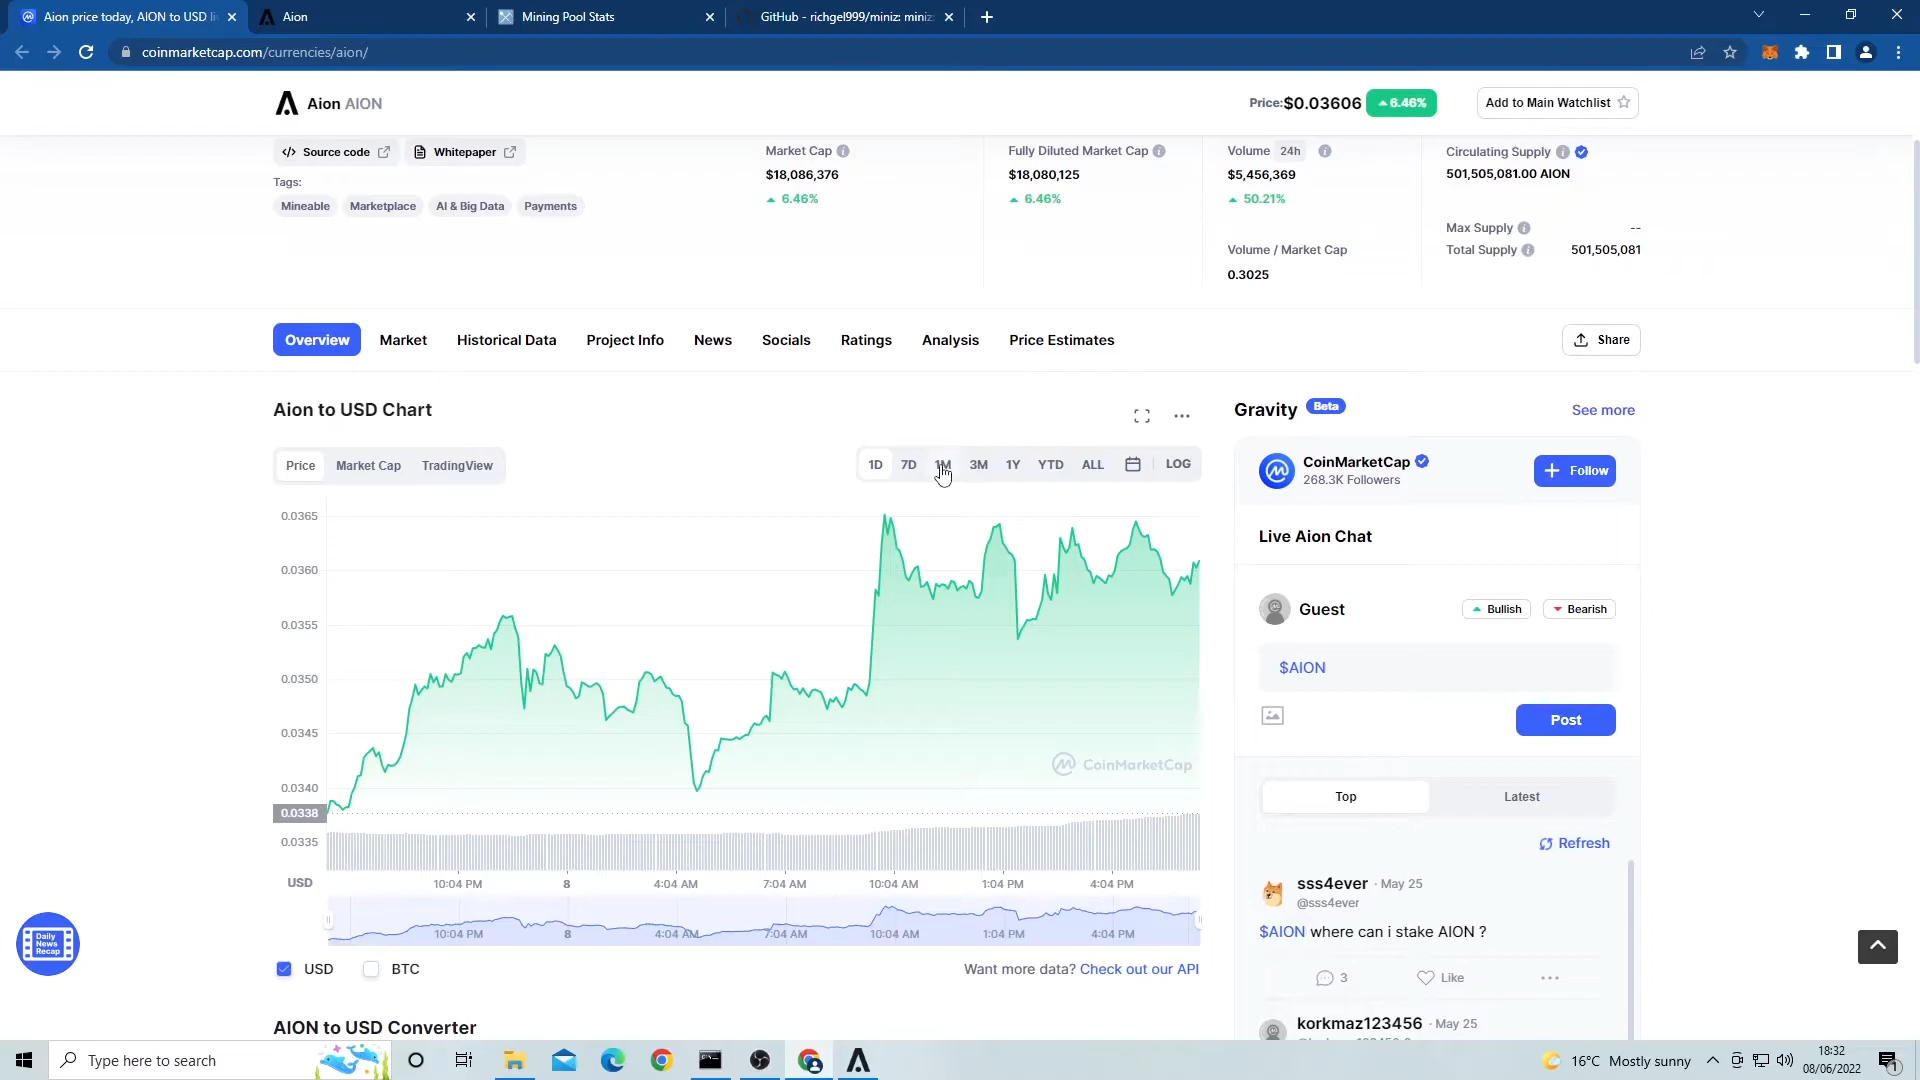 Aion price today, AION to USD li
Aion
Mining Pool Stats
GitHub - richgel999/miniz: miniz:
coinmarketcap.com/currencies/aion/
Aion AION
Price:$0.03606
6.46%
Add to Main Watchlist
Source code
Whitepaper
Tags:
Mineable
Marketplace
AI & Big Data
Payments
Market Cap
$18,086,376
6.46%
Fully Diluted Market Cap
$18,080,125
6.46%
Volume 24h
$5,456,369
50.21%
Volume / Market Cap
0.3025
Circulating Supply
501,505,081.00 AION
Max Supply --
Total Supply 501,505,081
Overview
Market
Historical Data
Project Info
News
Socials
Ratings
Analysis
Price Estimates
Share
Aion to USD Chart
Price
Market Cap
TradingView
1D
7D
1M
3M
1Y
YTD
ALL
LOG
0.0365
0.0360
0.0355
0.0350
0.0345
0.0340
0.0338
0.0335
USD
CoinMarketCap
10:04 PM
8
4:04 AM
7:04 AM
10:04 AM
1:04 PM
4:04 PM
10:04 PM
8
4:04 AM
7:04 AM
10:04 AM
1:04 PM
4:04 PM
USD
BTC
Want more data? Check out our API
AION to USD Converter
Gravity Beta
See more
CoinMarketCap
268.3K Followers
Follow
Live Aion Chat
Guest
Bullish
Bearish
$AION
Post
Top
Latest
Refresh
sss4ever · May 25
@sss4ever
$AION where can i stake AION ?
3
Like
korkmaz123456 · May 25
Daily
News
Recap
Type here to search
16°C Mostly sunny
18:32
08/06/2022
1